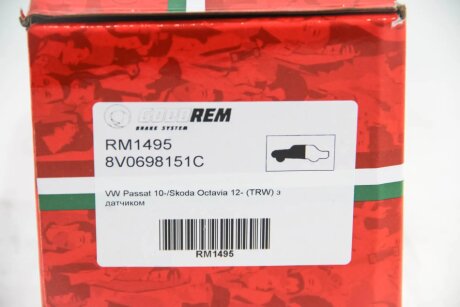 GOODREM
BRAKE SYSTEM
RM1495
8V0698151C
VW Passat 10-/Skoda Octavia 12- (TRW) з
датчиком
RM1495